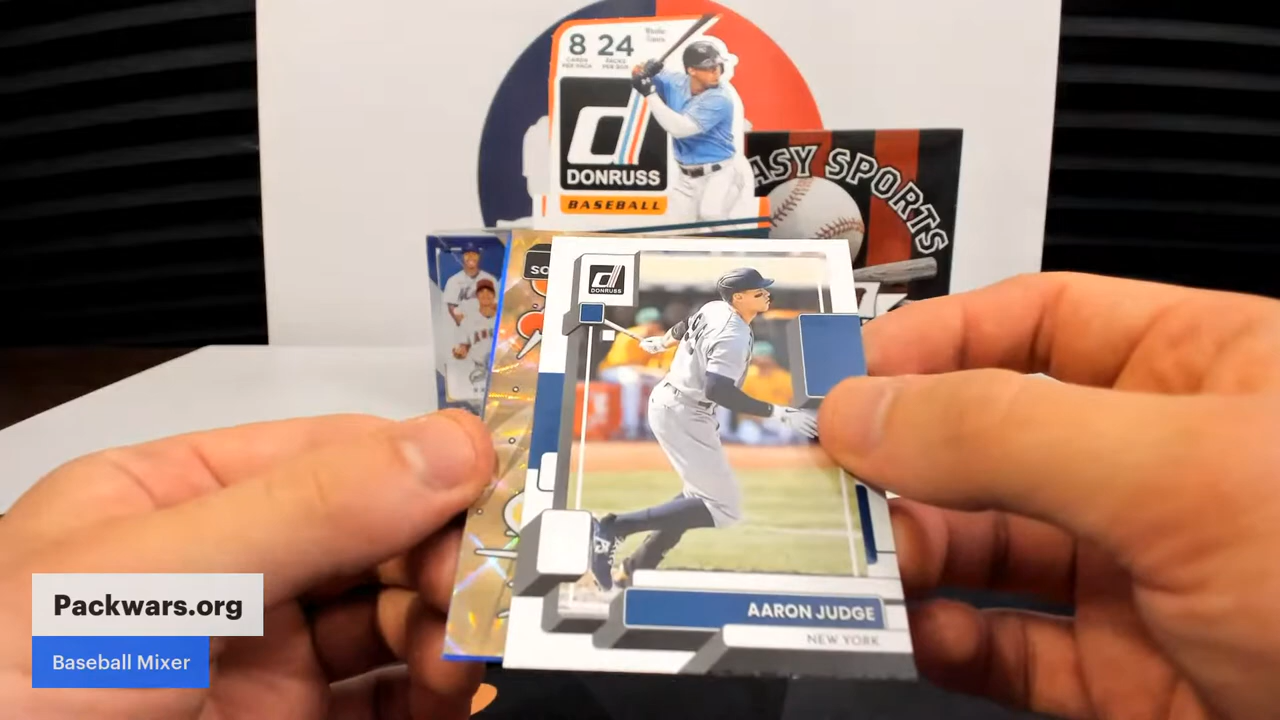 8 24
CARDS PACKS
PER PACK PER BOX
DONRUSS
BASEBALL
ASY SPORTS
SO
DONRUSS
AARON JUDGE
NEW YORK
Packwars.org
Baseball Mixer